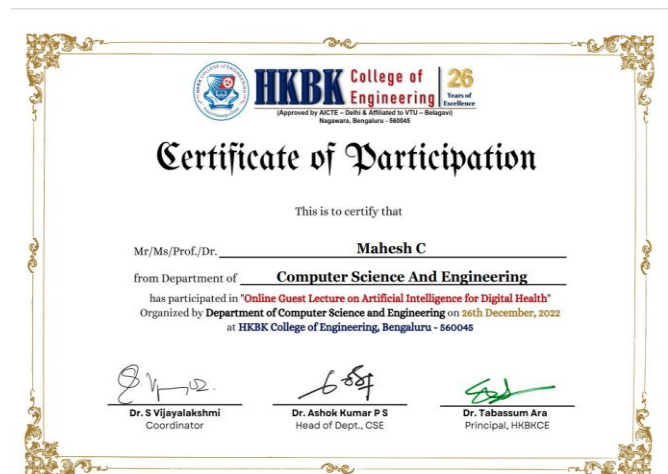 HKBK College of Engineering
26 Years of Excellence
(Approved by AICTE – Delhi & Affiliated to VTU – Belagavi)
Nagawara, Bengaluru - 560045
Certificate of Participation
This is to certify that
Mr/Ms/Prof./Dr. Mahesh C
from Department of Computer Science And Engineering
has participated in "Online Guest Lecture on Artificial Intelligence for Digital Health"
Organized by Department of Computer Science and Engineering on 26th December, 2022
at HKBK College of Engineering, Bengaluru - 560045
Dr. S Vijayalakshmi
Coordinator
Dr. Ashok Kumar P S
Head of Dept., CSE
Dr. Tabassum Ara
Principal, HKBKCE